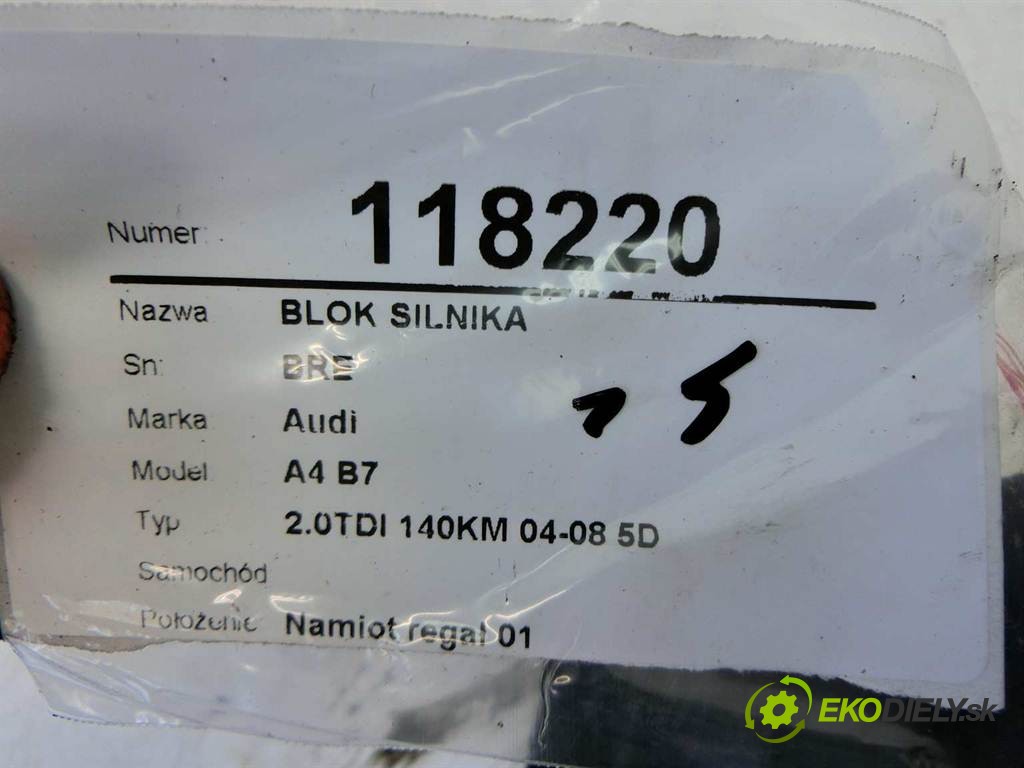 Numer: 118220
Nazwa BLOK SILNIKA
Sn: BRE
Marka Audi
Model A4 B7
Typ 2.0TDI 140KM 04-08 5D
Samochód
Położenie Namiot regał 01
EKODIELY.sk